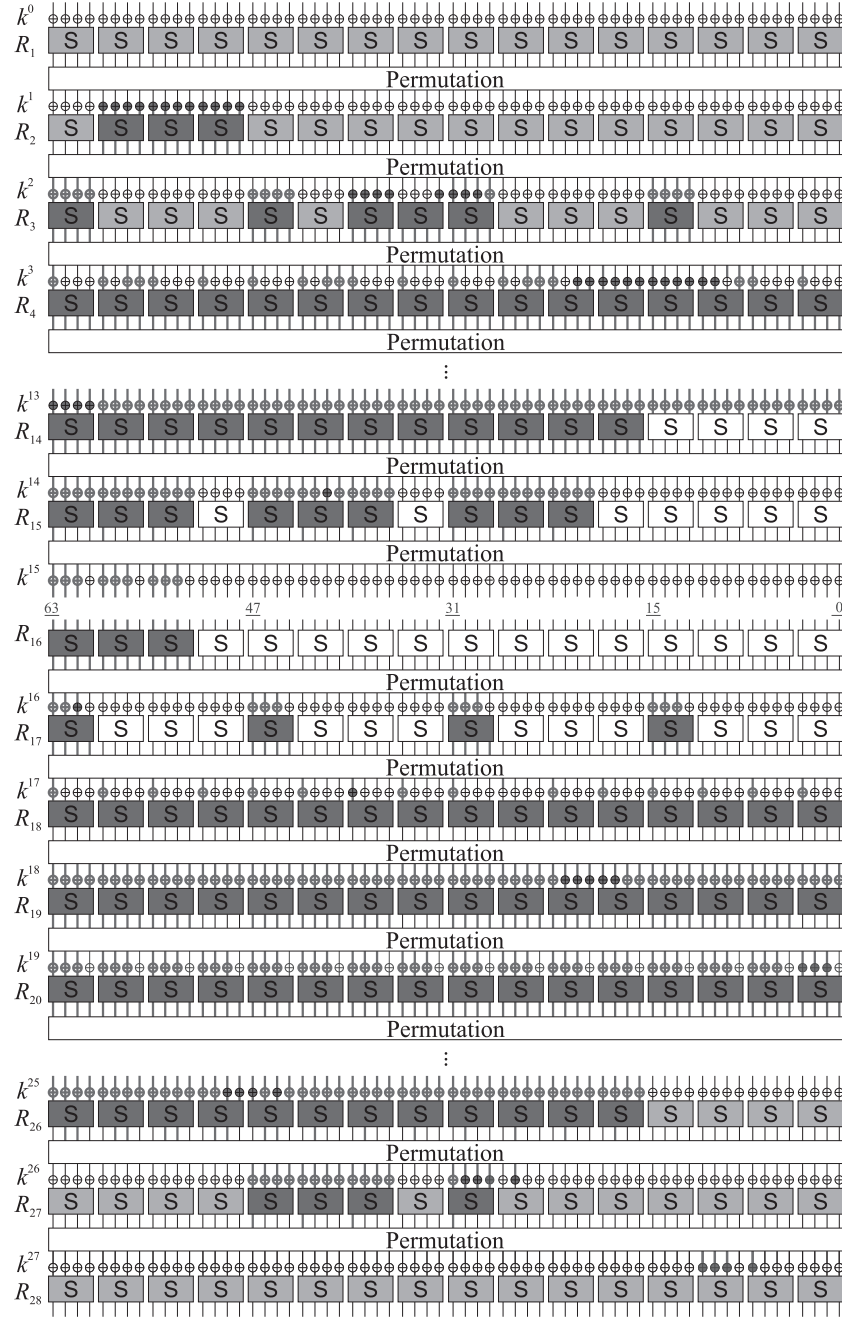 k^0
R_1 S S S S S S S S S S S S S S S S
Permutation
k^1
R_2 S S S S S S S S S S S S S S S S
Permutation
k^2
R_3 S S S S S S S S S S S S S S S S
Permutation
k^3
R_4 S S S S S S S S S S S S S S S S
Permutation
⋮
k^13
R_14 S S S S S S S S S S S S S S S S
Permutation
k^14
R_15 S S S S S S S S S S S S S S S S
Permutation
k^15
63 47 31 15 0
R_16 S S S S S S S S S S S S S S S S
Permutation
k^16
R_17 S S S S S S S S S S S S S S S S
Permutation
k^17
R_18 S S S S S S S S S S S S S S S S
Permutation
k^18
R_19 S S S S S S S S S S S S S S S S
Permutation
k^19
R_20 S S S S S S S S S S S S S S S S
Permutation
⋮
k^25
R_26 S S S S S S S S S S S S S S S S
Permutation
k^26
R_27 S S S S S S S S S S S S S S S S
Permutation
k^27
R_28 S S S S S S S S S S S S S S S S